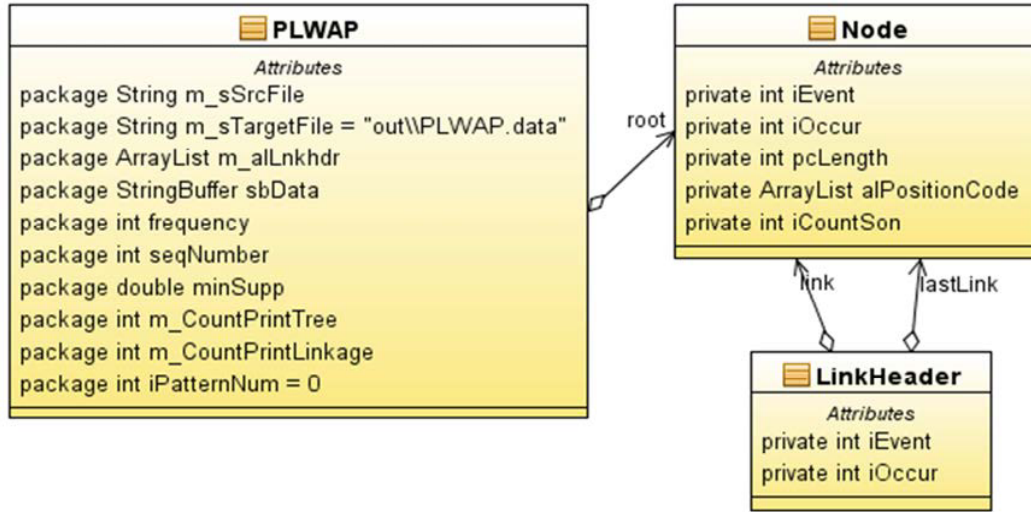 PLWAP
Attributes
package String m_sSrcFile
package String m_sTargetFile = "out\\PLWAP.data"
package ArrayList m_alLnkhdr
package StringBuffer sbData
package int frequency
package int seqNumber
package double minSupp
package int m_CountPrintTree
package int m_CountPrintLinkage
package int iPatternNum = 0
root
Node
Attributes
private int iEvent
private int iOccur
private int pcLength
private ArrayList alPositionCode
private int iCountSon
link
lastLink
LinkHeader
Attributes
private int iEvent
private int iOccur